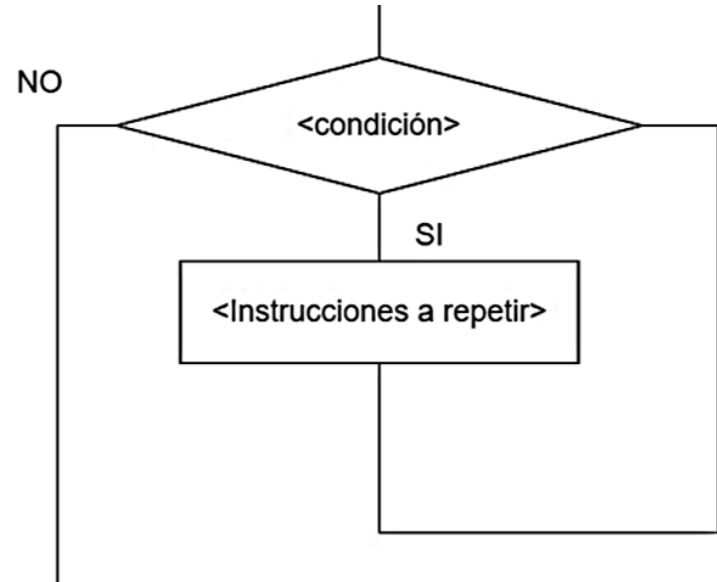 NO
<condición>
SI
<Instrucciones a repetir>